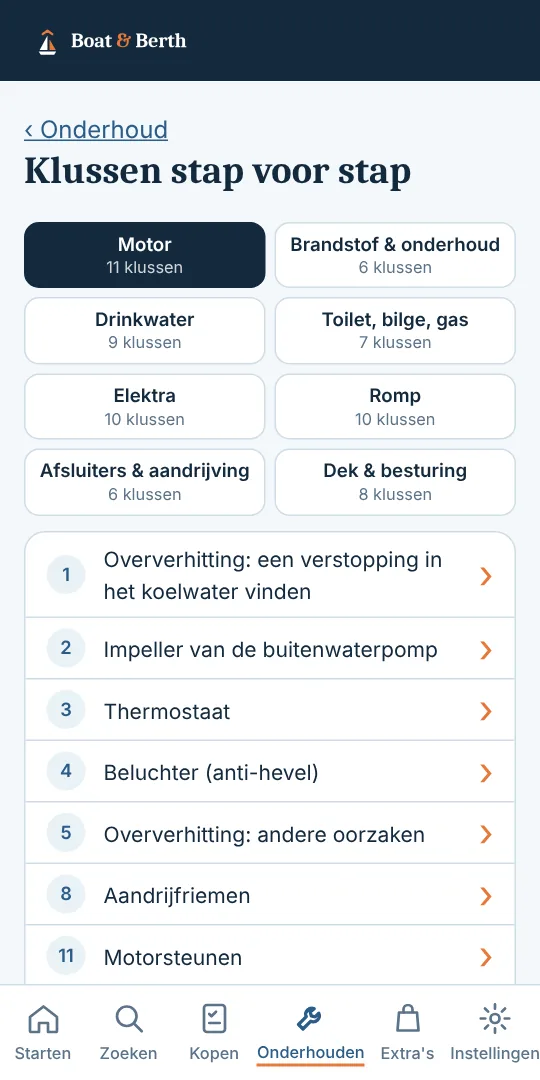 Boat & Berth
‹ Onderhoud
Klussen stap voor stap
Motor
11 klussen
Brandstof & onderhoud
6 klussen
Drinkwater
9 klussen
Toilet, bilge, gas
7 klussen
Elektra
10 klussen
Romp
10 klussen
Afsluiters & aandrijving
6 klussen
Dek & besturing
8 klussen
1 Oververhitting: een verstopping in
het koelwater vinden
2 Impeller van de buitenwaterpomp
3 Thermostaat
4 Beluchter (anti-hevel)
5 Oververhitting: andere oorzaken
8 Aandrijfriemen
11 Motorsteunen
Starten Zoeken Kopen Onderhouden Extra's Instellingen